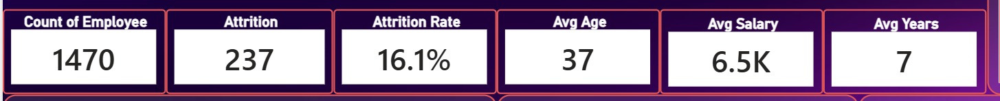 Count of Employee
1470
Attrition
237
Attrition Rate
16.1%
Avg Age
37
Avg Salary
6.5K
Avg Years
7